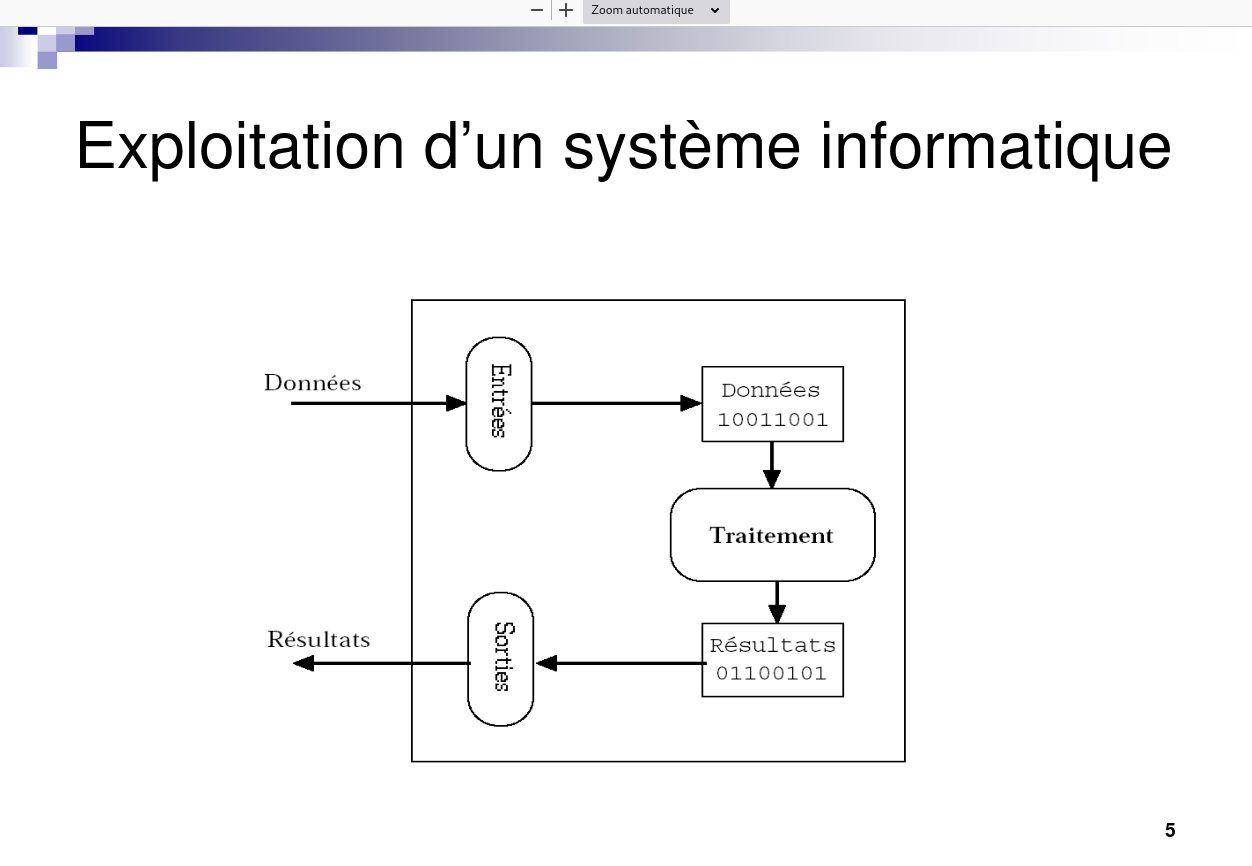 Zoom automatique
Exploitation d'un système informatique
Données
Entrées
Données
10011001
Traitement
Résultats
Sorties
Résultats
01100101
5